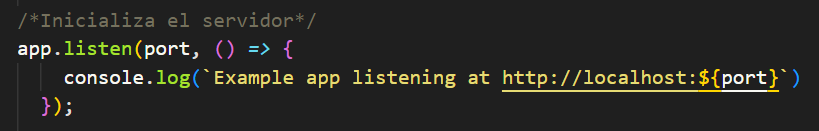 /*Inicializa el servidor*/
app.listen(port, () => {
console.log(`Example app listening at http://localhost:${port}`)
});